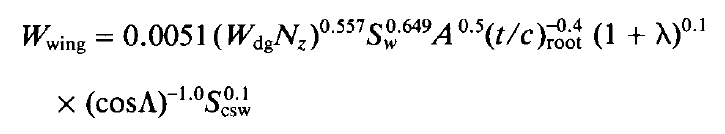 W_wing = 0.0051 (W_dg N_z)^0.557 S_w^0.649 A^0.5 (t/c)_root^-0.4 (1 + λ)^0.1
× (cosΛ)^-1.0 S_csw^0.1